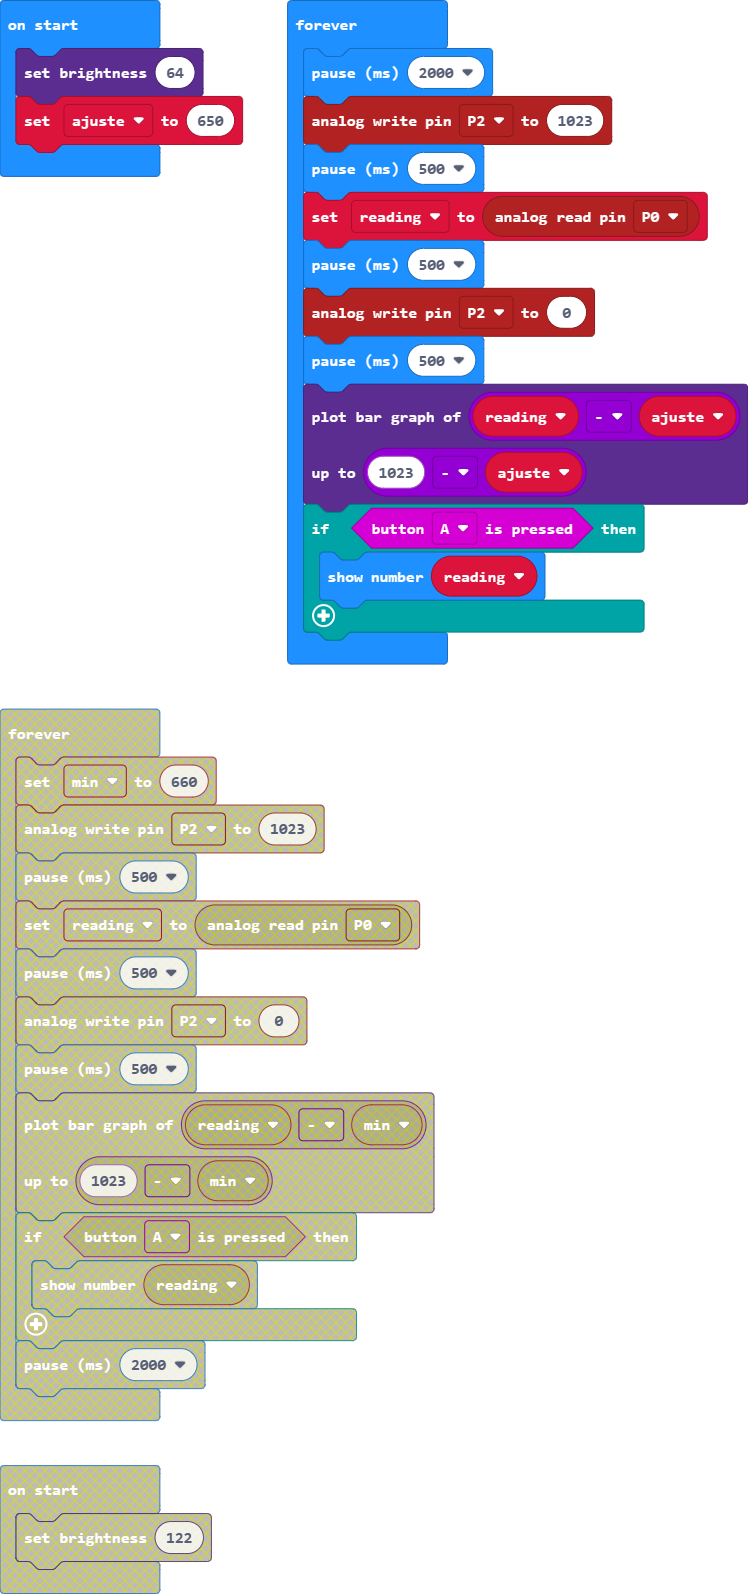 on start
set brightness 64
set ajuste to 650
forever
pause (ms) 2000
analog write pin P2 to 1023
pause (ms) 500
set reading to analog read pin P0
pause (ms) 500
analog write pin P2 to 0
pause (ms) 500
plot bar graph of reading - ajuste
up to 1023 - ajuste
if button A is pressed then
show number reading
forever
set min to 660
analog write pin P2 to 1023
pause (ms) 500
set reading to analog read pin P0
pause (ms) 500
analog write pin P2 to 0
pause (ms) 500
plot bar graph of reading - min
up to 1023 - min
if button A is pressed then
show number reading
pause (ms) 2000
on start
set brightness 122